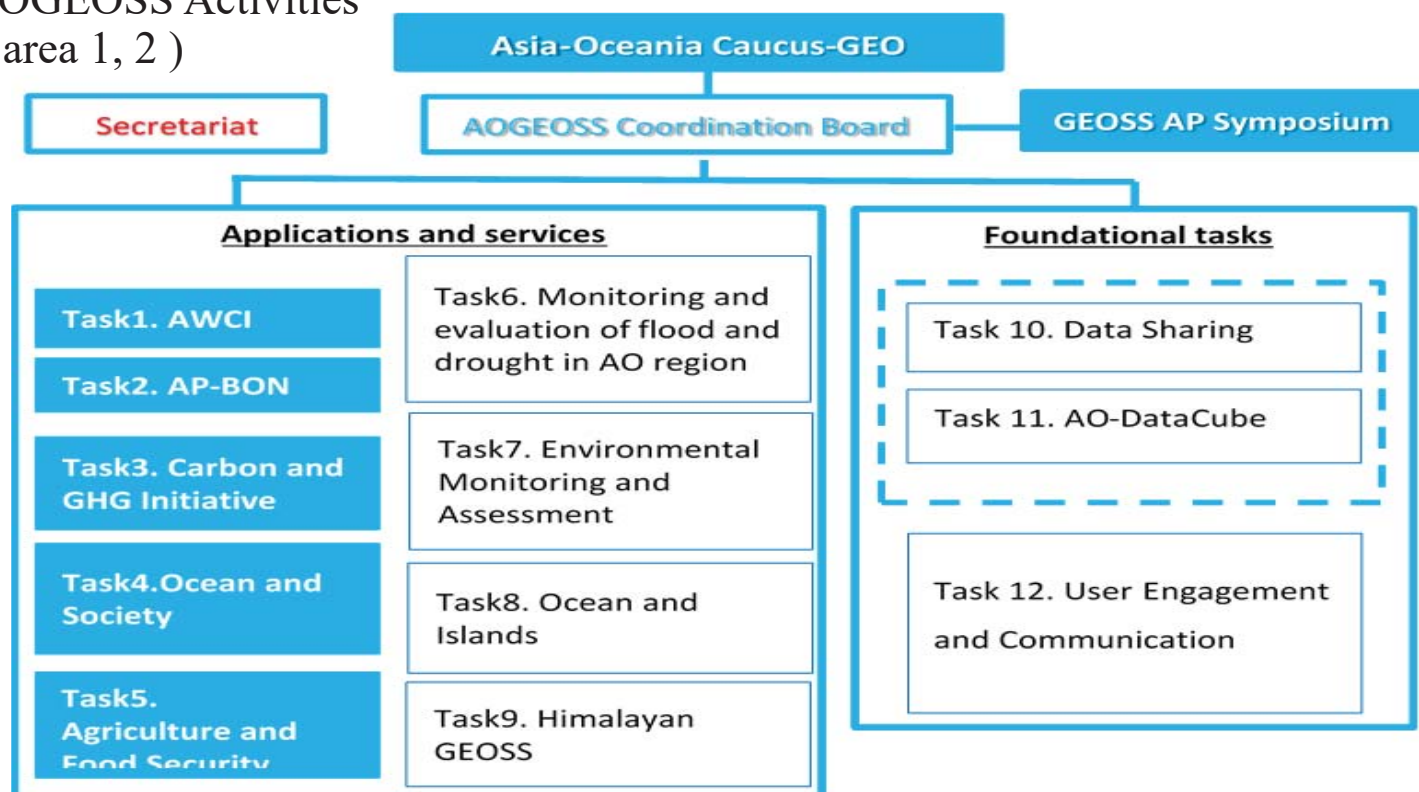 OGEOSS Activities
area 1, 2 )
Asia-Oceania Caucus-GEO
Secretariat
AOGEOSS Coordination Board
GEOSS AP Symposium
Applications and services
Task1. AWCI
Task2. AP-BON
Task3. Carbon and
GHG Initiative
Task4.Ocean and
Society
Task5.
Agriculture and
Food Security
Task6. Monitoring and
evaluation of flood and
drought in AO region
Task7. Environmental
Monitoring and
Assessment
Task8. Ocean and
Islands
Task9. Himalayan
GEOSS
Foundational tasks
Task 10. Data Sharing
Task 11. AO-DataCube
Task 12. User Engagement
and Communication